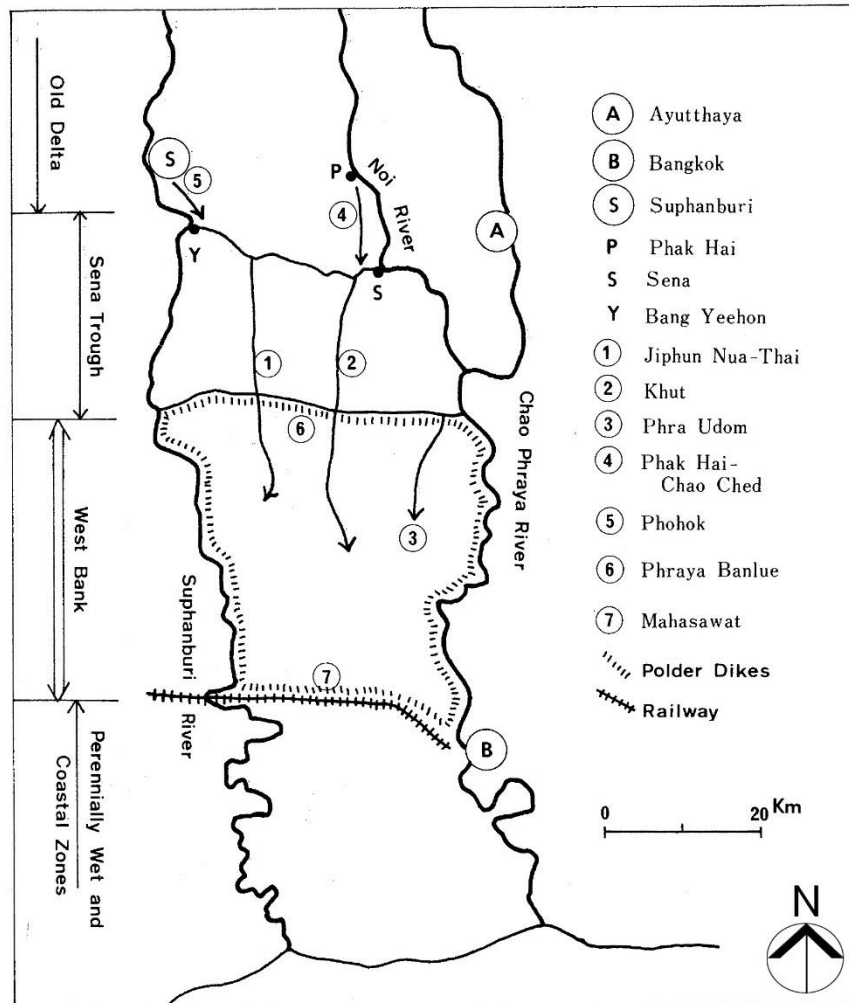 Old Delta
Sena Trough
West Bank
Perennially Wet and
Coastal Zones
S
5
Y
P
Noi
River
4
S
A
1
2
6
3
Chao Phraya River
Suphanburi
River
7
B
A Ayutthaya
B Bangkok
S Suphanburi
P Phak Hai
S Sena
Y Bang Yeehon
1 Jiphun Nua-Thai
2 Khut
3 Phra Udom
4 Phak Hai-
Chao Ched
5 Phohok
6 Phraya Banlue
7 Mahasawat
Polder Dikes
Railway
0 20 Km
N